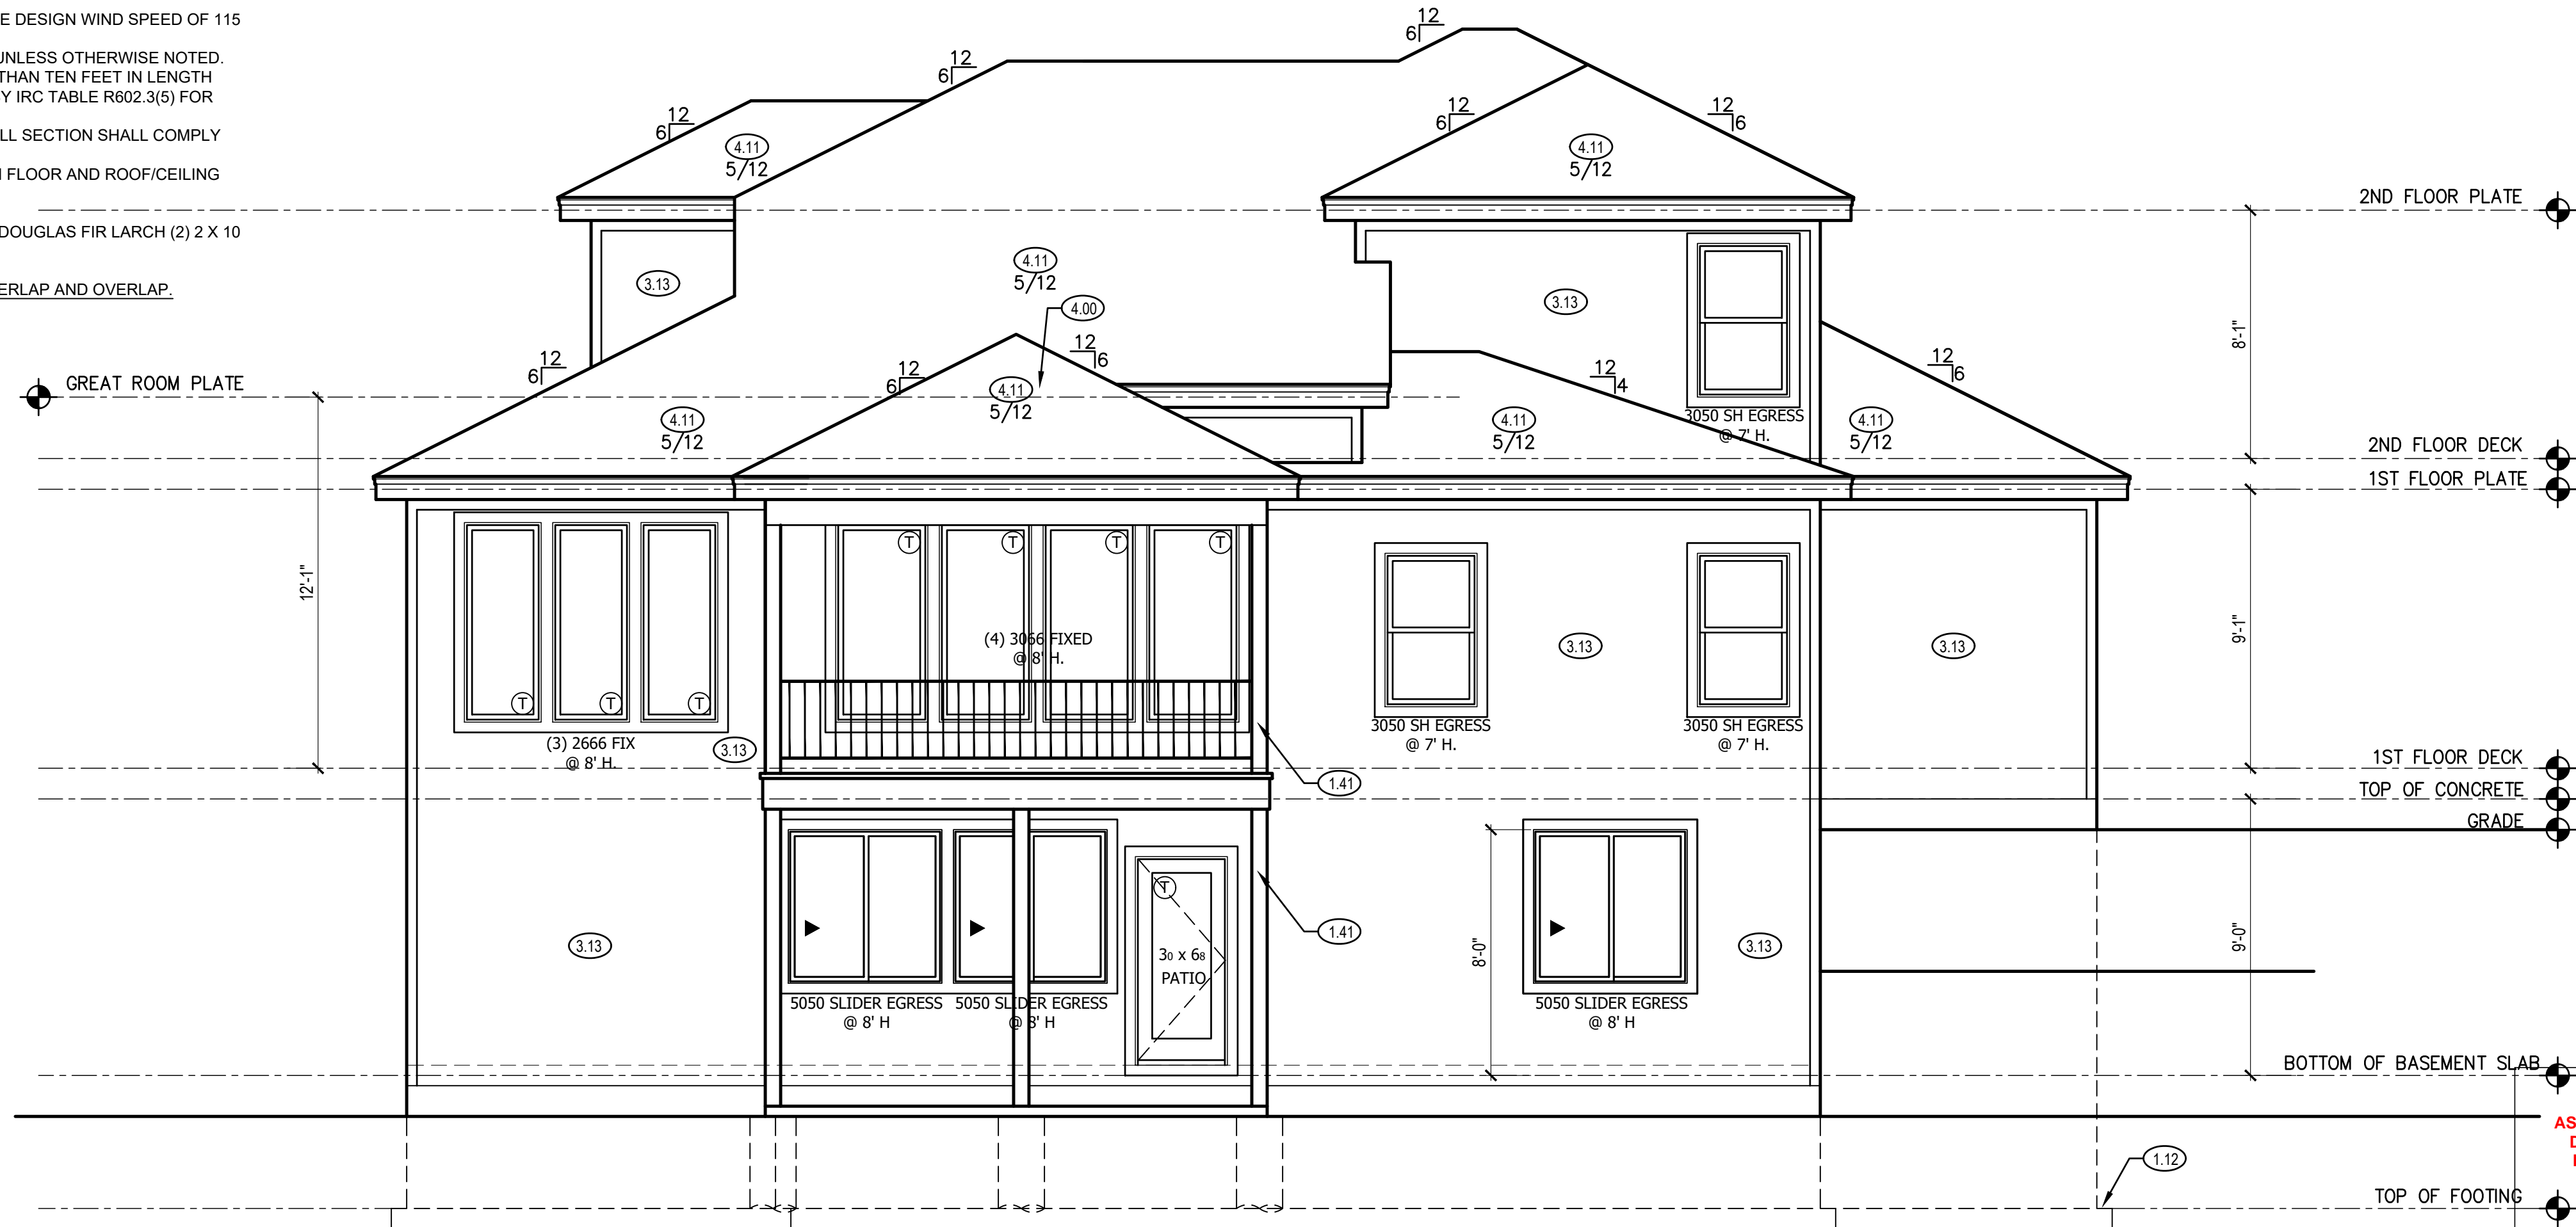 E DESIGN WIND SPEED OF 115
UNLESS OTHERWISE NOTED.
THAN TEN FEET IN LENGTH
Y IRC TABLE R602.3(5) FOR
LL SECTION SHALL COMPLY
FLOOR AND ROOF/CEILING
DOUGLAS FIR LARCH (2) 2 X 10
ERLAP AND OVERLAP.
12
6
12
6
12
6
12
6
12
6
4.11
5/12
4.11
5/12
2ND FLOOR PLATE
3.13
4.11
5/12
4.00
3.13
8'-1"
12
6
12
6
12
6
12
4
12
6
GREAT ROOM PLATE
4.11
5/12
4.11
5/12
4.11
5/12
3050 SH EGRESS
@ 7' H.
4.11
5/12
2ND FLOOR DECK
1ST FLOOR PLATE
T
T
T
T
12'-1"
(4) 3066 FIXED
@ 8' H.
3.13
3.13
9'-1"
T
T
T
(3) 2666 FIX
@ 8' H.
3.13
3050 SH EGRESS
@ 7' H.
3050 SH EGRESS
@ 7' H.
1.41
1ST FLOOR DECK
TOP OF CONCRETE
GRADE
T
1.41
3.13
30 x 68
PATIO
8'-0"
3.13
9'-0"
5050 SLIDER EGRESS
@ 8' H
5050 SLIDER EGRESS
@ 8' H
5050 SLIDER EGRESS
@ 8' H
BOTTOM OF BASEMENT SLAB
AS
1.12
TOP OF FOOTING